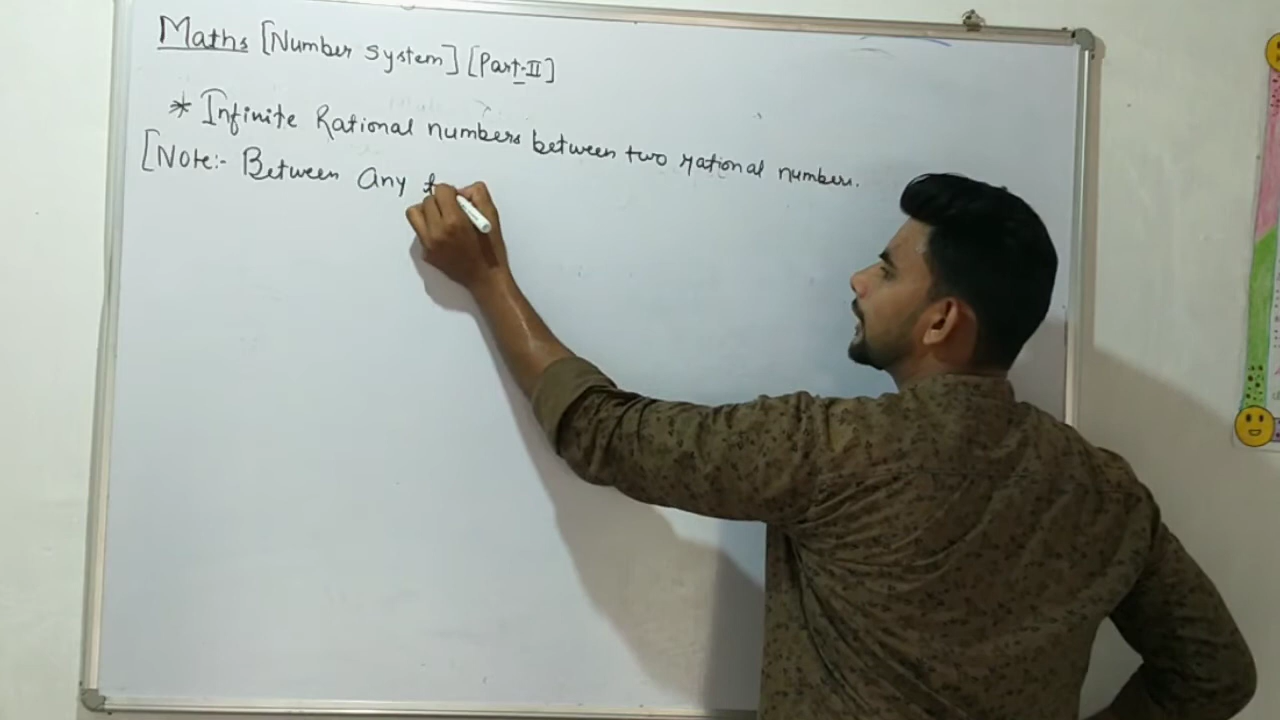 Maths [Number System] [Part-II]
* Infinite Rational numbers between two rational numbers.
[Note:- Between any t